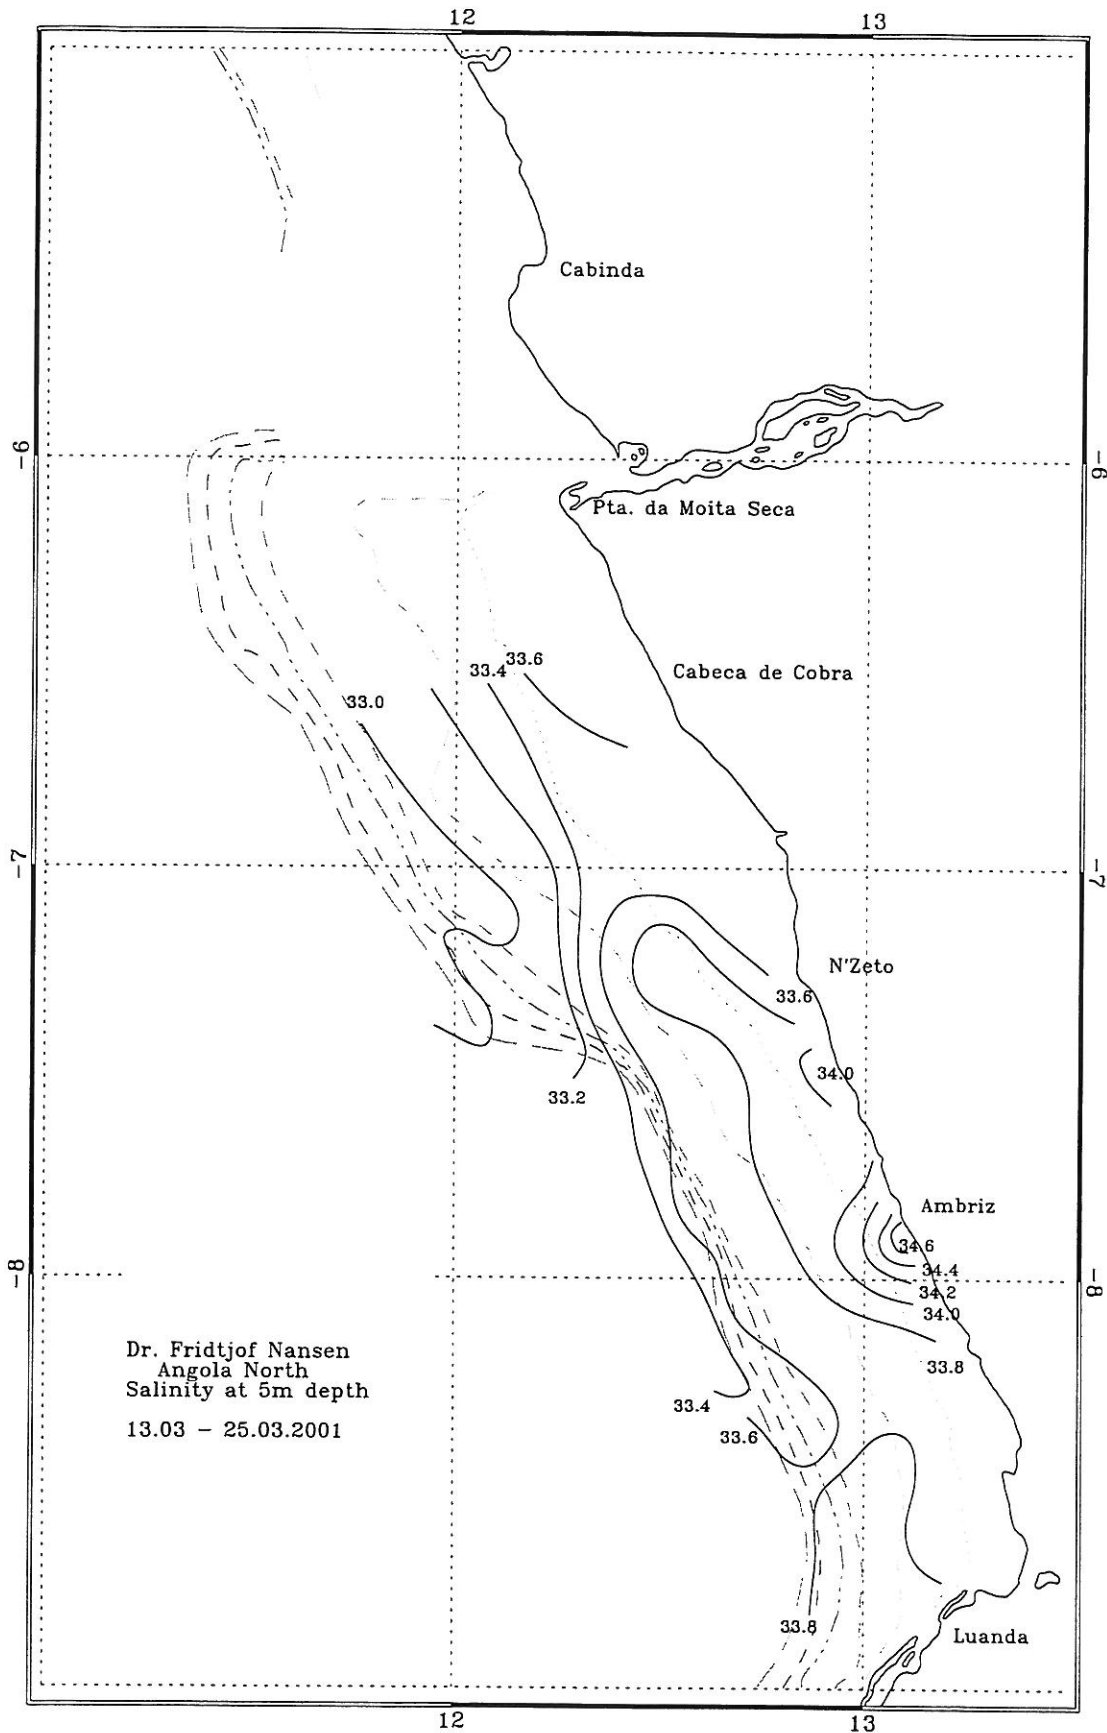 12
13
Cabinda
-6
-6
Pta. da Moita Seca
33.6
33.4
Cabeca de Cobra
33.0
-7
-7
N'Zeto
33.6
34.0
33.2
Ambriz
34.6
34.4
-8
-8
34.2
34.0
Dr. Fridtjof Nansen
Angola North
33.8
Salinity at 5m depth
33.4
13.03 - 25.03.2001
33.6
33.8
Luanda
12
13